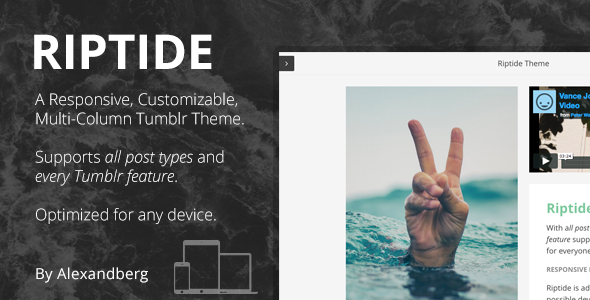 RIPTIDE
A Responsive, Customizable,
Multi-Column Tumblr Theme.
Supports all post types and
every Tumblr feature.
Optimized for any device.
By Alexandberg
Riptide Theme
Vance Jo
Video
from Peter W
03:24
Riptide
With all post
feature supp
for everyone
RESPONSIVE
Riptide is ad
possible dev